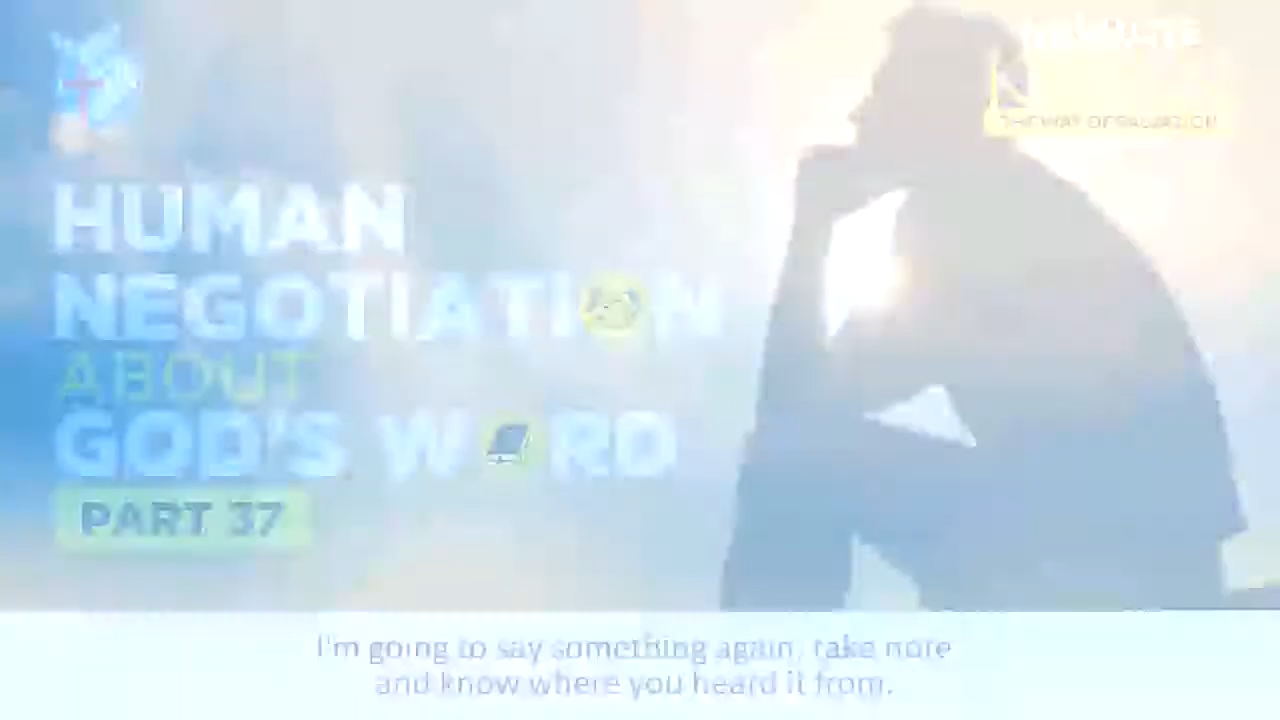 HUMAN
NEGOTIATION
ABOUT
GOD'S WORD
PART 37
THE WAY OF SALVATION
I'm going to say something again, take note
and know where you heard it from.